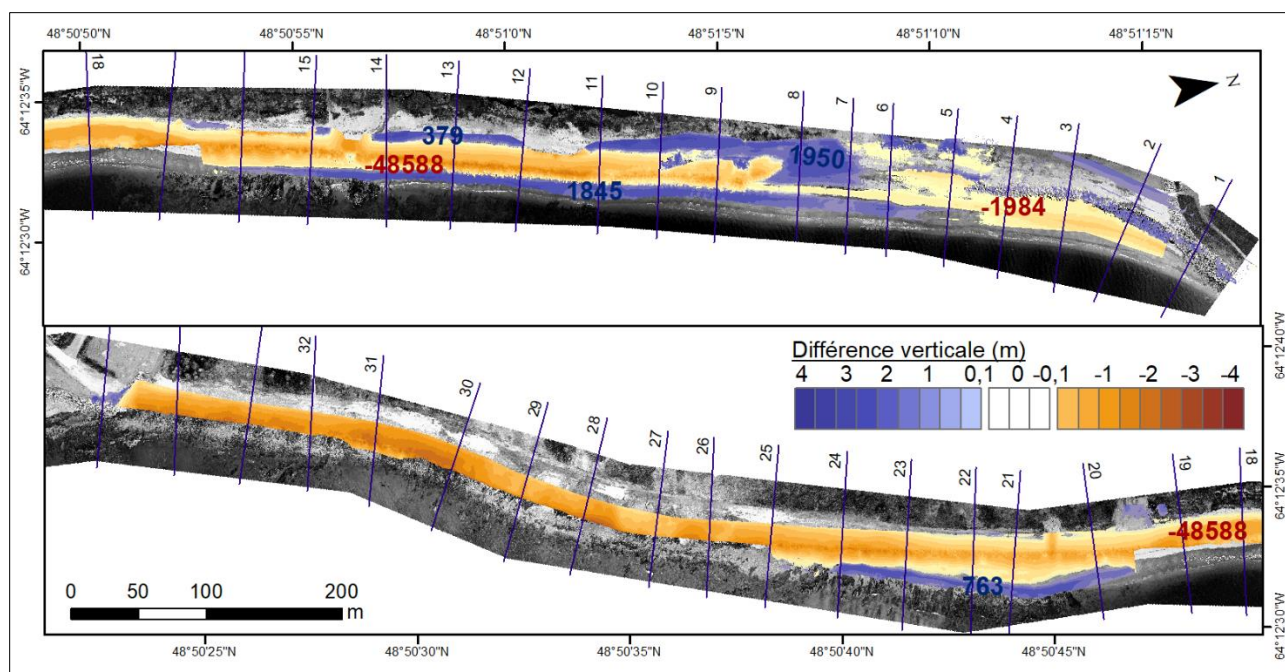 48°50'50"N 48°50'55"N 48°51'0"N 48°51'5"N 48°51'10"N 48°51'15"N
64°12'35"W
64°12'30"W
18 15 14 13 12 11 10 9 8 7 6 5 4 3 2 1
N
379
-48588
1845
1950
-1984
64°12'40"W
64°12'35"W
64°12'30"W
Différence verticale (m)
4 3 2 1 0,1 0 -0,1 -1 -2 -3 -4
32 31 30 29 28 27 26 25 24 23 22 21 20 19 18
-48588
763
0 50 100 200
m
48°50'25"N 48°50'30"N 48°50'35"N 48°50'40"N 48°50'45"N